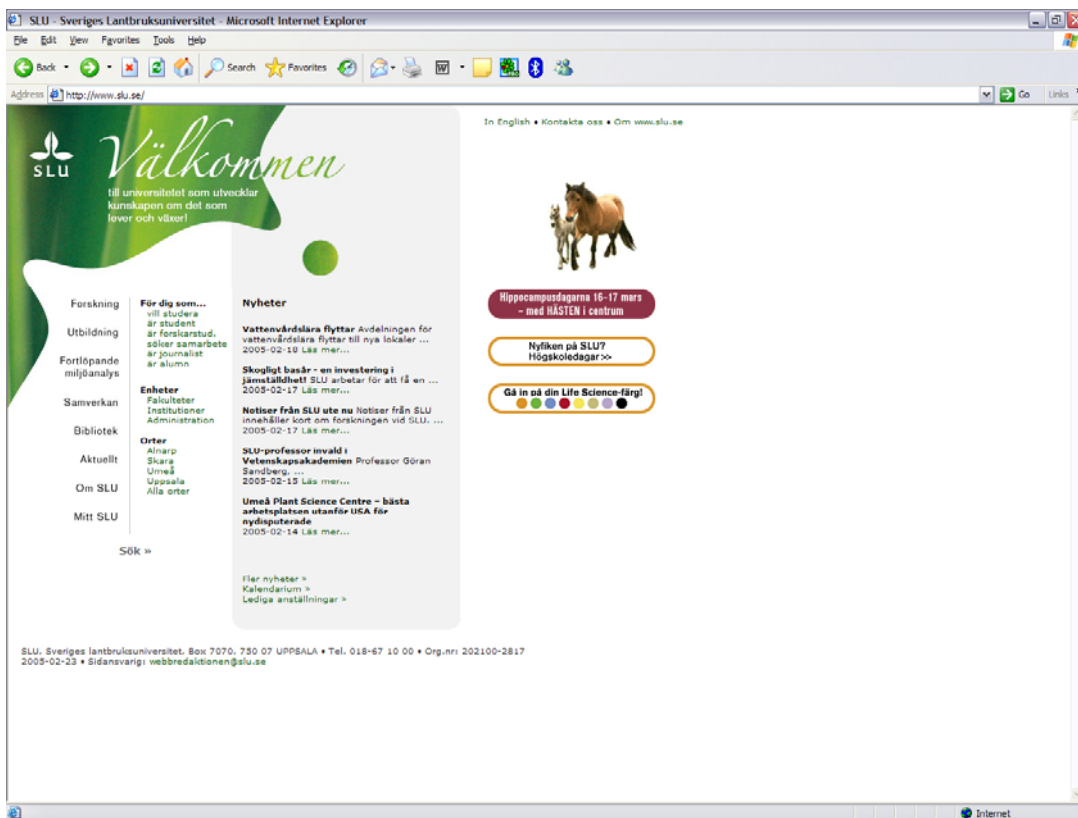 SLU - Sveriges Lantbruksuniversitet - Microsoft Internet Explorer
File Edit View Favorites Tools Help
Back Search Favorites
Address http://www.slu.se/ Go Links
SLU
Välkommen
till universitetet som utvecklar
kunskapen om det som
lever och växer!
In English • Kontakta oss • Om www.slu.se
Forskning
Utbildning
Fortlöpande
miljöanalys
Samverkan
Bibliotek
Aktuellt
Om SLU
Mitt SLU
Sök »
För dig som...
vill studera
är student
är forskarstud.
söker samarbete
är journalist
är alumn
Enheter
Fakulteter
Institutioner
Administration
Orter
Alnarp
Skara
Umeå
Uppsala
Alla orter
Nyheter
Vattenvårdslära flyttar Avdelningen för
vattenvårdslära flyttar till nya lokaler ...
2005-02-18 Läs mer...
Skogligt basår - en investering i
jämställdhet! SLU arbetar för att få en ...
2005-02-17 Läs mer...
Notiser från SLU ute nu Notiser från SLU
innehåller kort om forskningen vid SLU. ...
2005-02-17 Läs mer...
SLU-professor invald i
Vetenskapsakademien Professor Göran
Sandberg, ...
2005-02-15 Läs mer...
Umeå Plant Science Centre – bästa
arbetsplatsen utanför USA för
nydisputerade
2005-02-14 Läs mer...
Fler nyheter »
Kalendarium »
Lediga anställningar »
Hippocampusdagarna 16–17 mars
– med HÄSTEN i centrum
Nyfiken på SLU?
Högskoledagar >>
Gå in på din Life Science-färg!
SLU, Sveriges lantbruksuniversitet, Box 7070, 750 07 UPPSALA • Tel. 018-67 10 00 • Org.nr: 202100-2817
2005-02-23 • Sidansvarig: webbredaktionen@slu.se
Internet